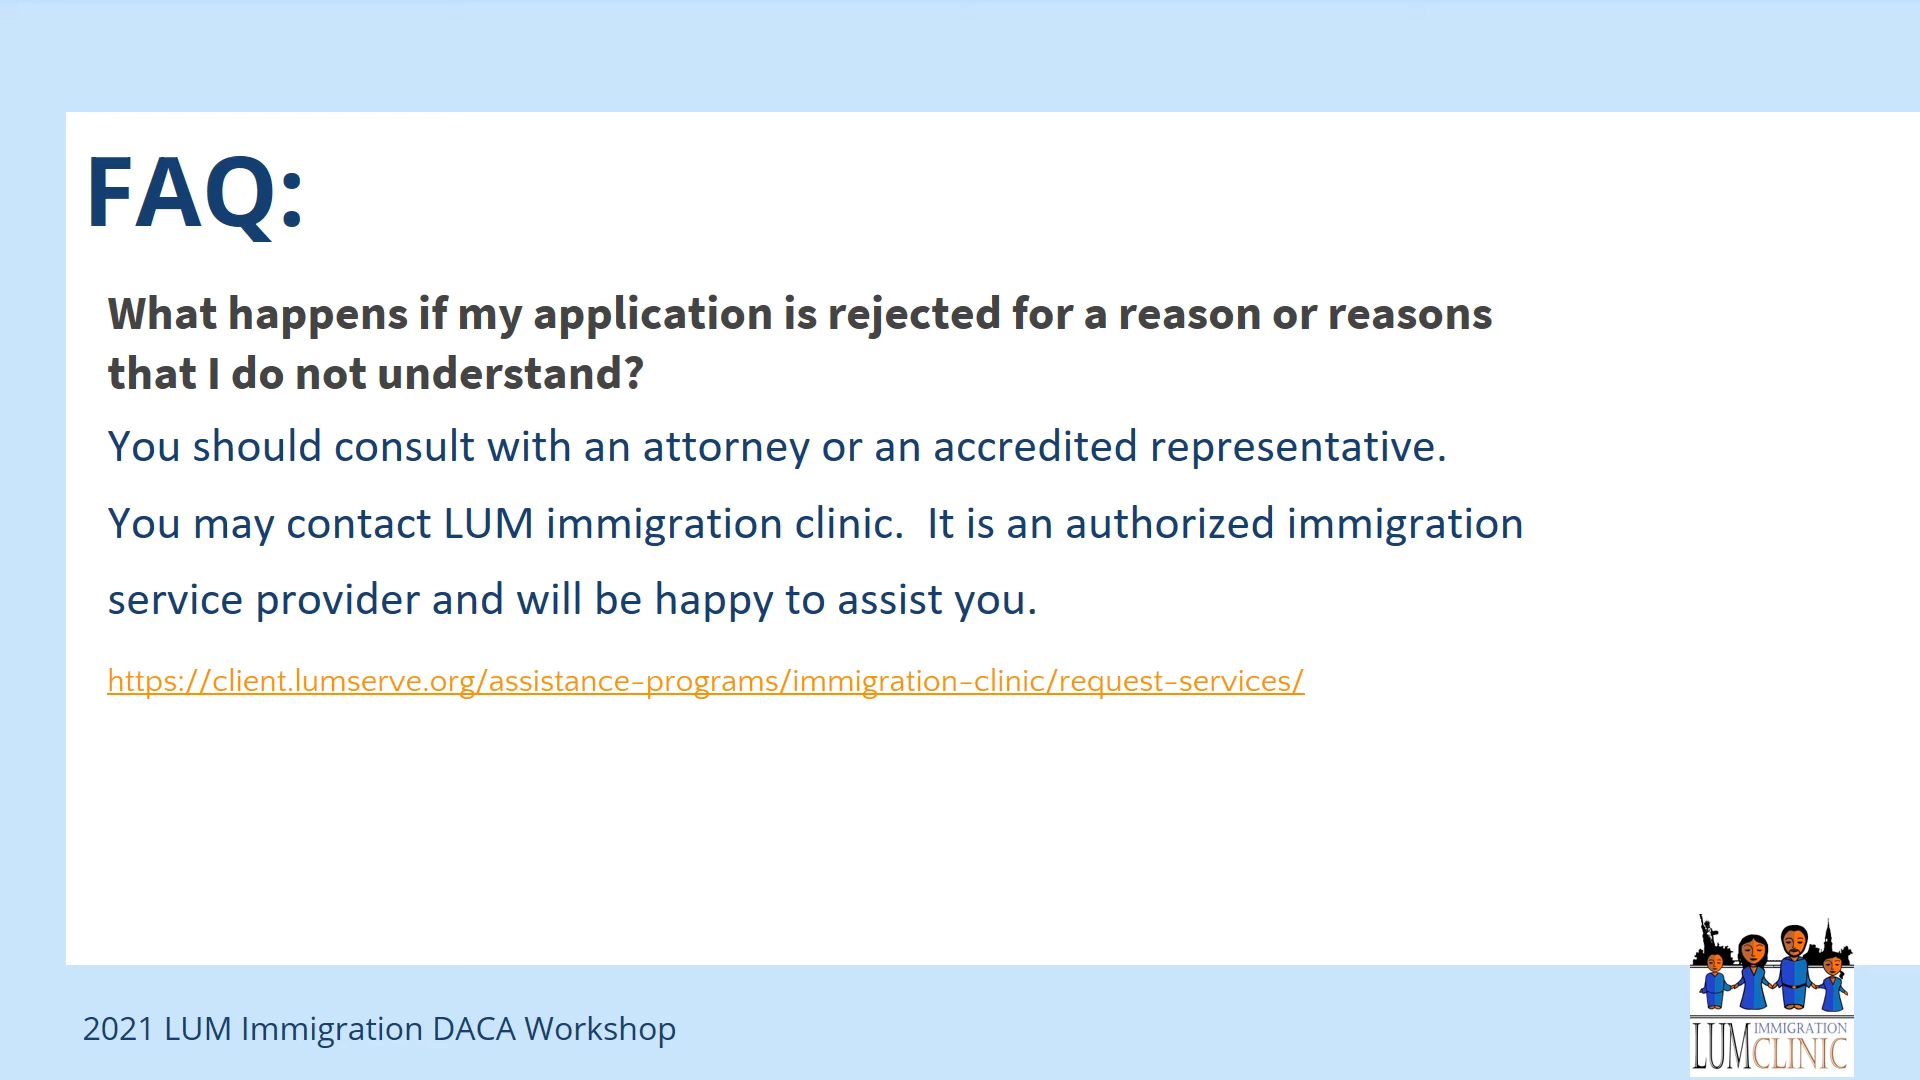 FAQ:
What happens if my application is rejected for a reason or reasons
that I do not understand?
You should consult with an attorney or an accredited representative.
You may contact LUM immigration clinic.  It is an authorized immigration
service provider and will be happy to assist you.
https://client.lumserve.org/assistance-programs/immigration-clinic/request-services/
2021 LUM Immigration DACA Workshop
LUM IMMIGRATION CLINIC